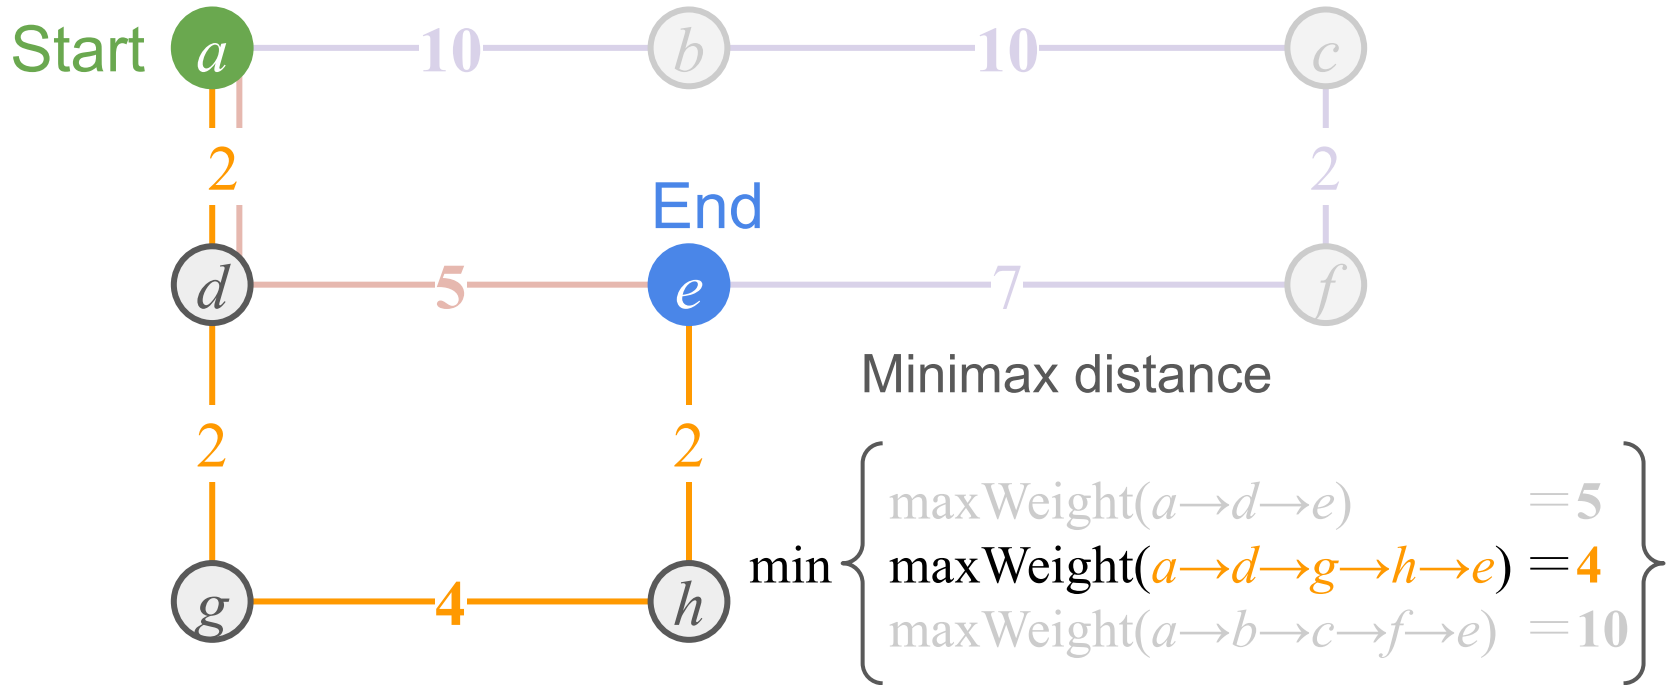 Start a 10 b 10 c
2 2
End
d 5 e 7 f
Minimax distance
2 2
maxWeight(a→d→e) =5
min { maxWeight(a→d→g→h→e) =4 }
g 4 h
maxWeight(a→b→c→f→e) =10